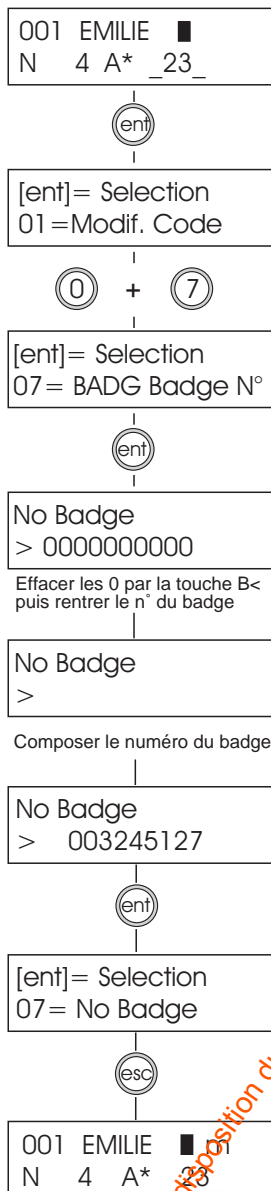 001 EMILIE █
N 4 A* _23_
ent
[ent]= Selection
01=Modif. Code
0 + 7
[ent]= Selection
07= BADG Badge N°
ent
No Badge
> 0000000000
Effacer les 0 par la touche B<
puis rentrer le n° du badge
No Badge
>
Composer le numéro du badge
No Badge
> 003245127
ent
[ent]= Selection
07= No Badge
esc
001 EMILIE █ m
N 4 A* 23
disposition